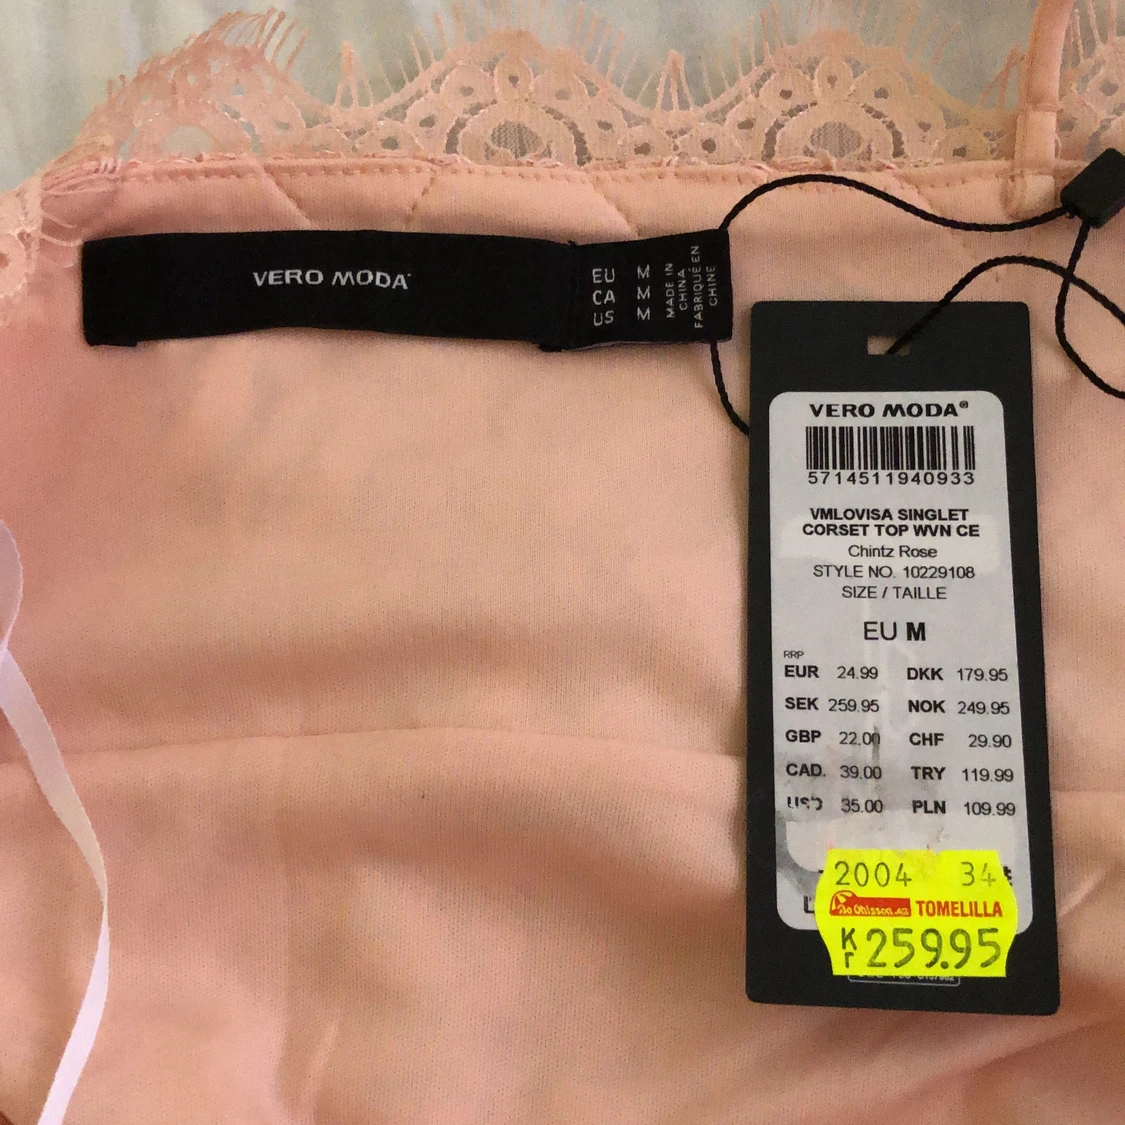 VERO MODA
EU M
CA M
US M
MADE IN
CHINA
FABRIQUÉ EN
CHINE
VERO MODA®
5714511940933
VMLOVISA SINGLET
CORSET TOP WVN CE
Chintz Rose
STYLE NO. 10229108
SIZE / TAILLE
EU M
RRP
EUR 24.99 DKK 179.95
SEK 259.95 NOK 249.95
GBP 22.00 CHF 29.90
CAD. 39.00 TRY 119.99
USD 35.00 PLN 109.99
2004 34
TOMELILLA
Kr 259.95